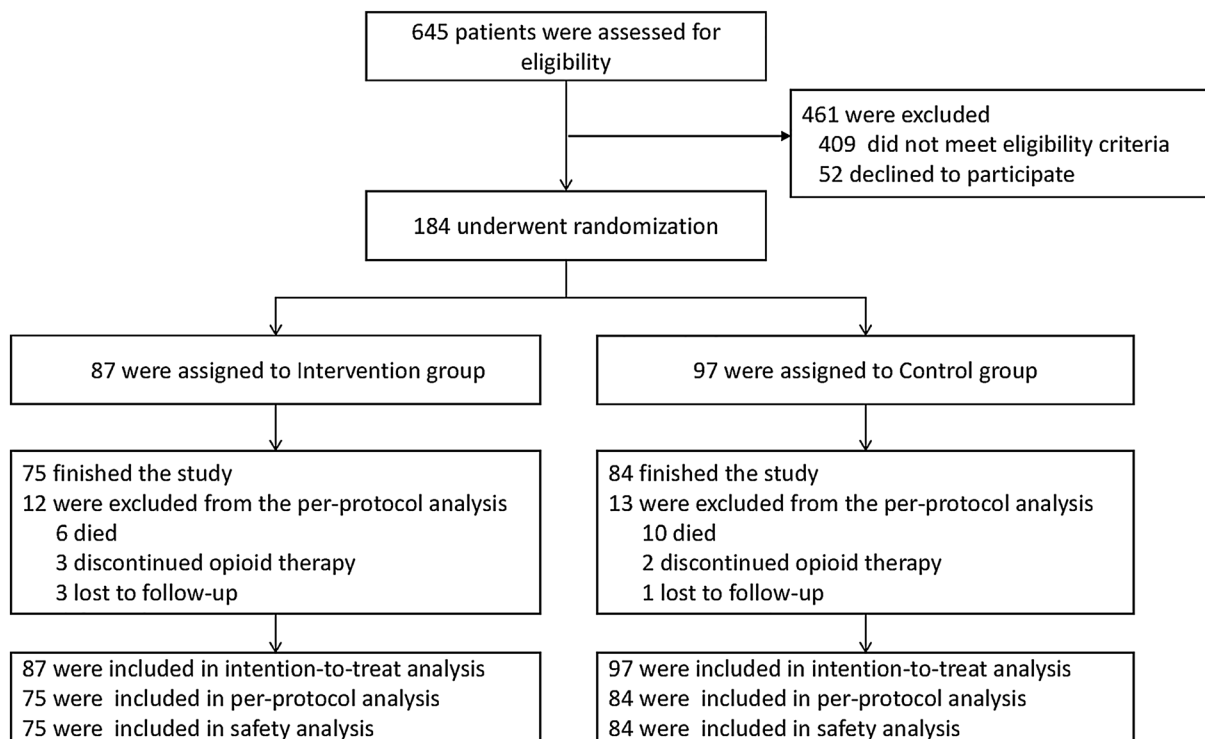 645 patients were assessed for
eligibility
461 were excluded
409 did not meet eligibility criteria
52 declined to participate
184 underwent randomization
87 were assigned to Intervention group
97 were assigned to Control group
75 finished the study
12 were excluded from the per-protocol analysis
6 died
3 discontinued opioid therapy
3 lost to follow-up
84 finished the study
13 were excluded from the per-protocol analysis
10 died
2 discontinued opioid therapy
1 lost to follow-up
87 were included in intention-to-treat analysis
75 were included in per-protocol analysis
75 were included in safety analysis
97 were included in intention-to-treat analysis
84 were included in per-protocol analysis
84 were included in safety analysis